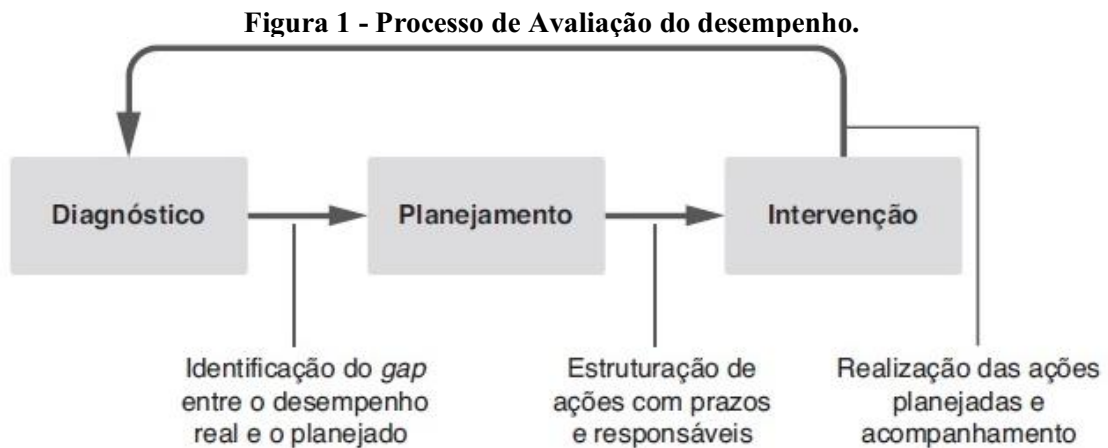 Figura 1 - Processo de Avaliação do desempenho.
Diagnóstico
Planejamento
Intervenção
Identificação do gap
entre o desempenho
real e o planejado
Estruturação de
ações com prazos
e responsáveis
Realização das ações
planejadas e
acompanhamento